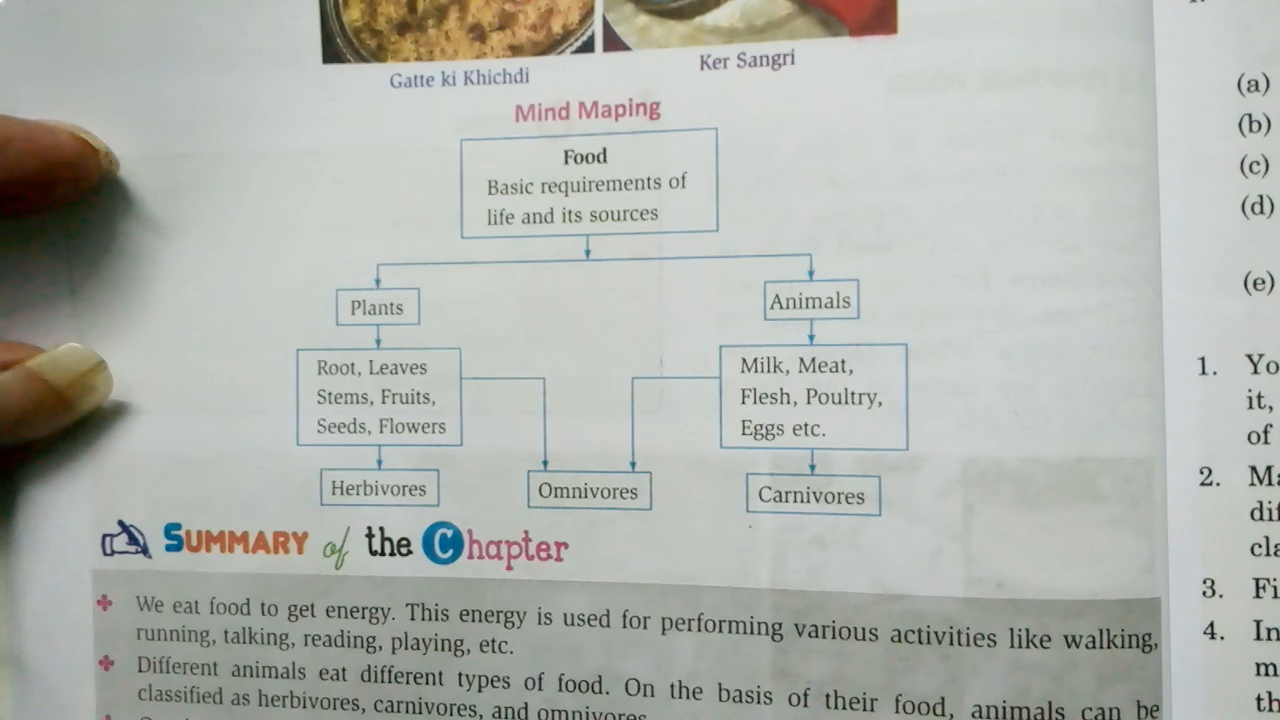 Gatte ki Khichdi
Ker Sangri
Mind Maping
Food
Basic requirements of
life and its sources
Plants
Animals
Root, Leaves
Stems, Fruits,
Seeds, Flowers
Milk, Meat,
Flesh, Poultry,
Eggs etc.
Herbivores
Omnivores
Carnivores
SUMMARY of the Chapter
We eat food to get energy. This energy is used for performing various activities like walking,
running, talking, reading, playing, etc.
Different animals eat different types of food. On the basis of their food, animals can be
classified as herbivores, carnivores, and omnivores
(a)
(b)
(c)
(d)
(e)
1.
it,
of
2.
3.
4. In